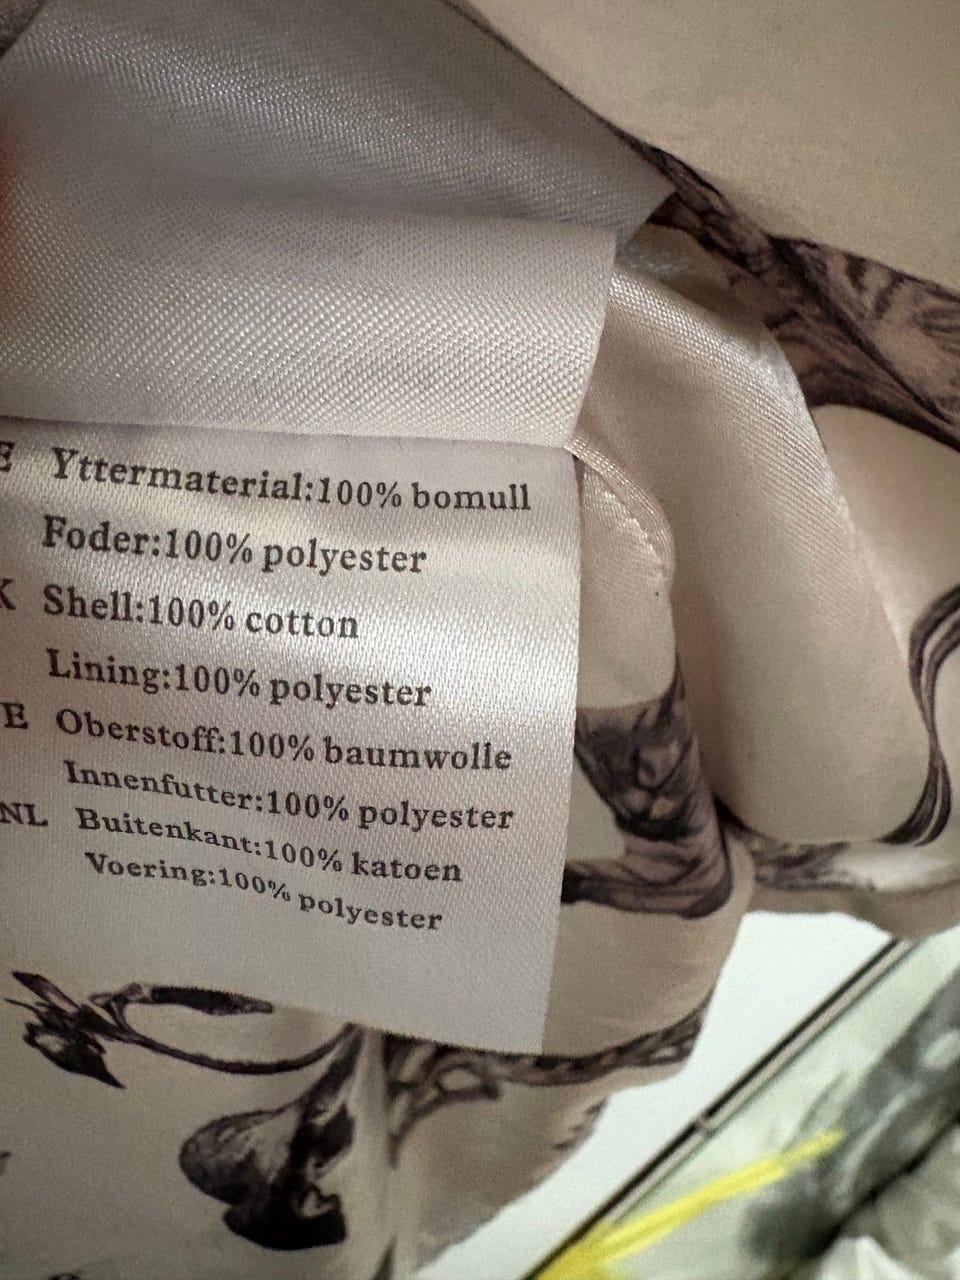 E Yttermaterial:100% bomull
Foder:100% polyester
K Shell:100% cotton
Lining:100% polyester
E Oberstoff:100% baumwolle
Innenfutter:100% polyester
NL Buitenkant:100% katoen
Voering:100% polyester